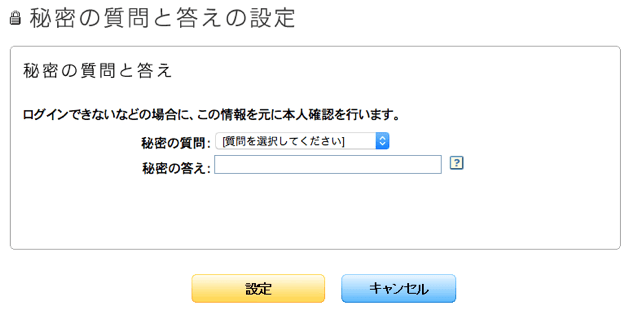 秘密の質問と答えの設定
秘密の質問と答え
ログインできないなどの場合に、この情報を元に本人確認を行います。
秘密の質問: [質問を選択してください]
秘密の答え: ?
設定 キャンセル